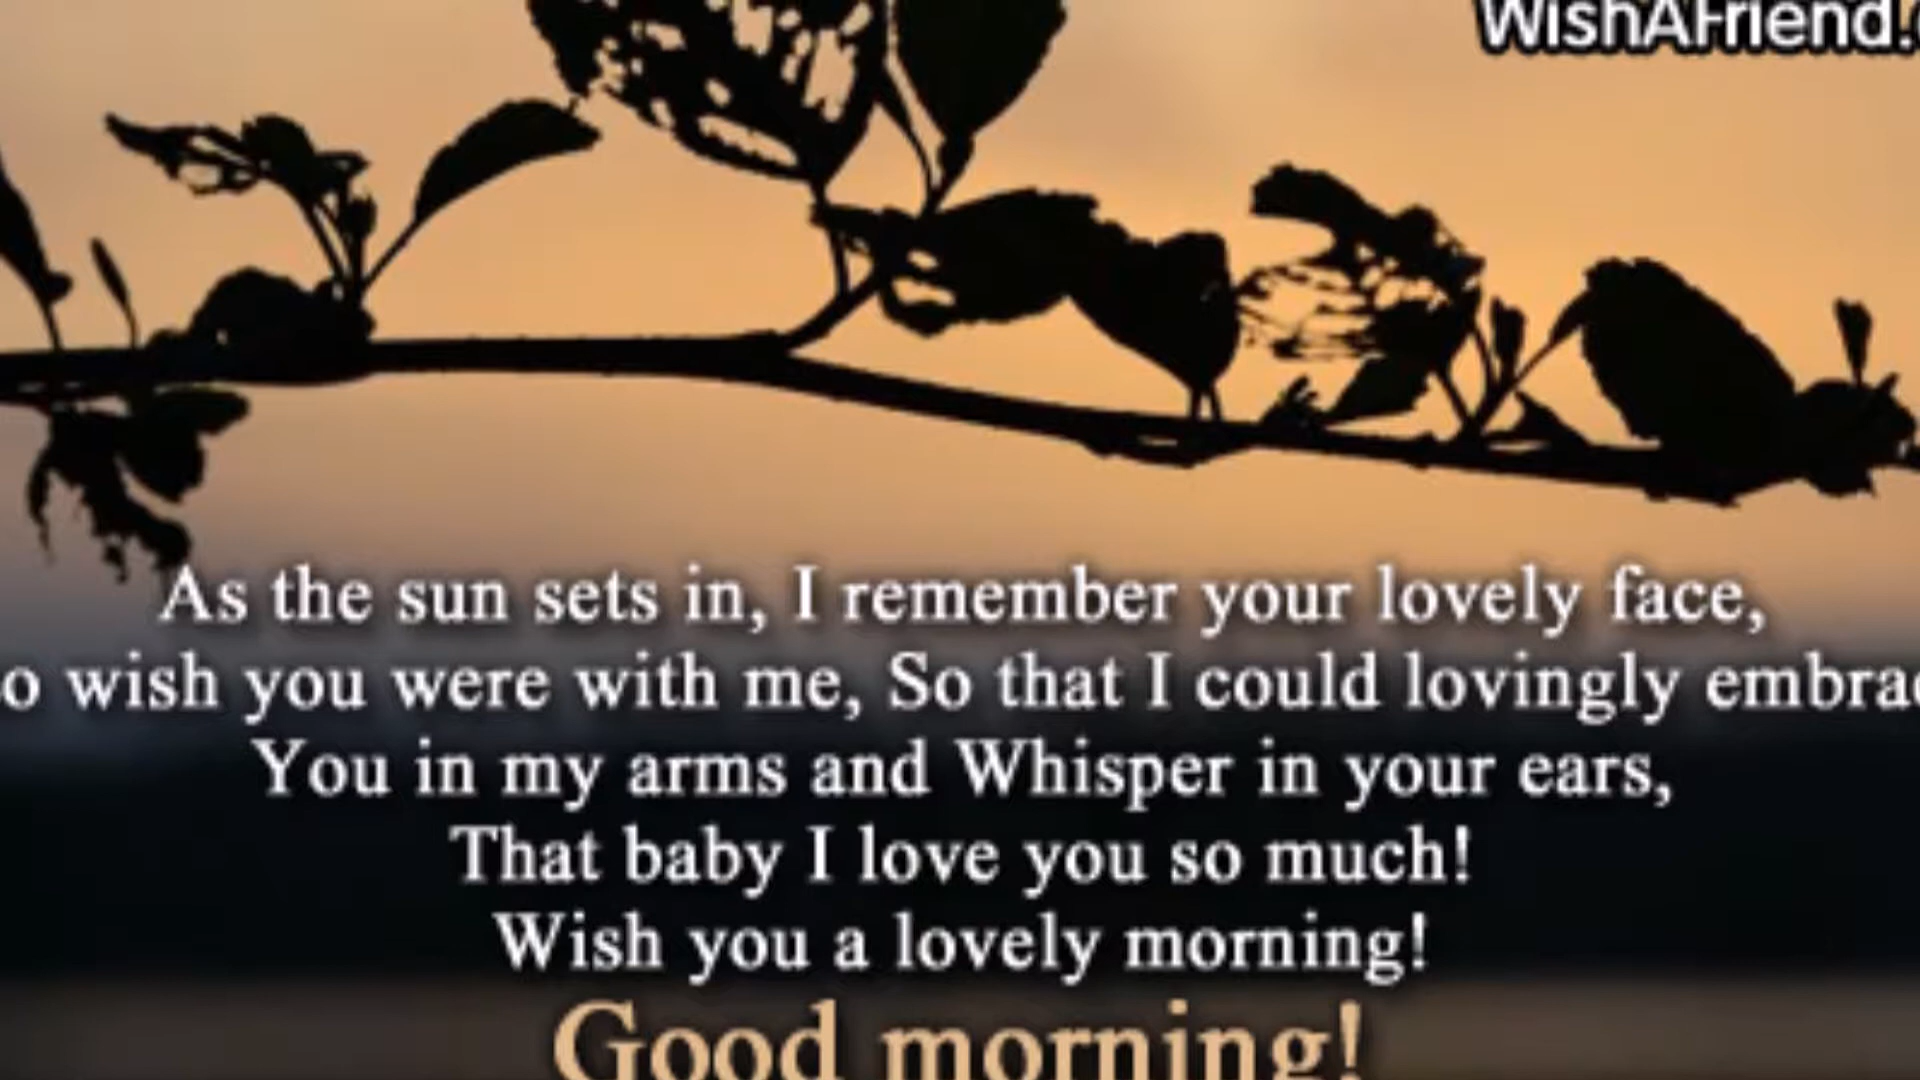 WishAFriend.
As the sun sets in, I remember your lovely face,
o wish you were with me, So that I could lovingly embra
You in my arms and Whisper in your ears,
That baby I love you so much!
Wish you a lovely morning!
Good morning!